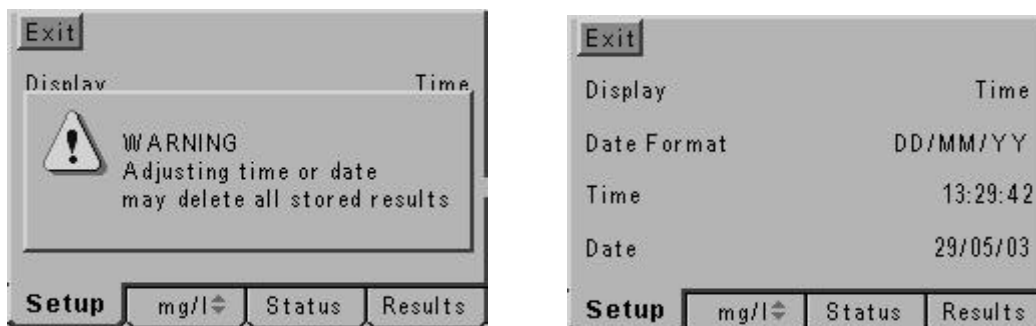 Exit
Display Time
WARNING
Adjusting time or date
may delete all stored results
Setup mg/l Status Results
Exit
Display Time
Date Format DD/MM/YY
Time 13:29:42
Date 29/05/03
Setup mg/l Status Results